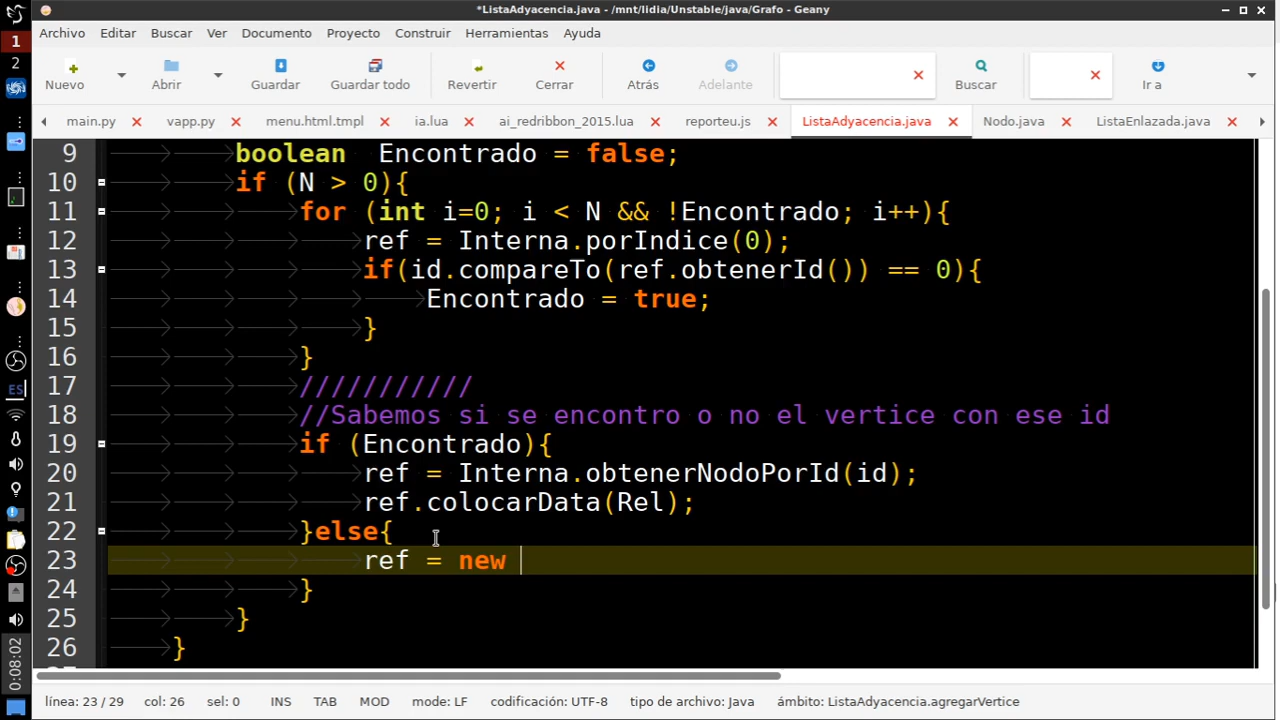 *ListaAdyacencia.java - /mnt/lidia/Unstable/java/Grafo - Geany
Archivo Editar Buscar Ver Documento Proyecto Construir Herramientas Ayuda
Nuevo Abrir Guardar Guardar todo Revertir Cerrar Atrás Adelante Buscar Ir a
main.py vapp.py menu.html.tmpl ia.lua ai_redribbon_2015.lua reporteu.js ListaAdyacencia.java Nodo.java ListaEnlazada.java
1
2
ES
0:08:02
9 boolean  Encontrado = false;
10 if (N > 0){
11 for (int i=0; i < N && !Encontrado; i++){
12 ref = Interna.porIndice(0);
13 if(id.compareTo(ref.obtenerId()) == 0){
14 Encontrado = true;
15 }
16 }
17 ///////////
18 //Sabemos si se encontro o no el vertice con ese id
19 if (Encontrado){
20 ref = Interna.obtenerNodoPorId(id);
21 ref.colocarData(Rel);
22 }else{
23 ref = new
24 }
25 }
26 }
línea: 23 / 29 col: 26 sel: 0 INS TAB MOD mode: LF codificación: UTF-8 tipo de archivo: Java ámbito: ListaAdyacencia.agregarVertice